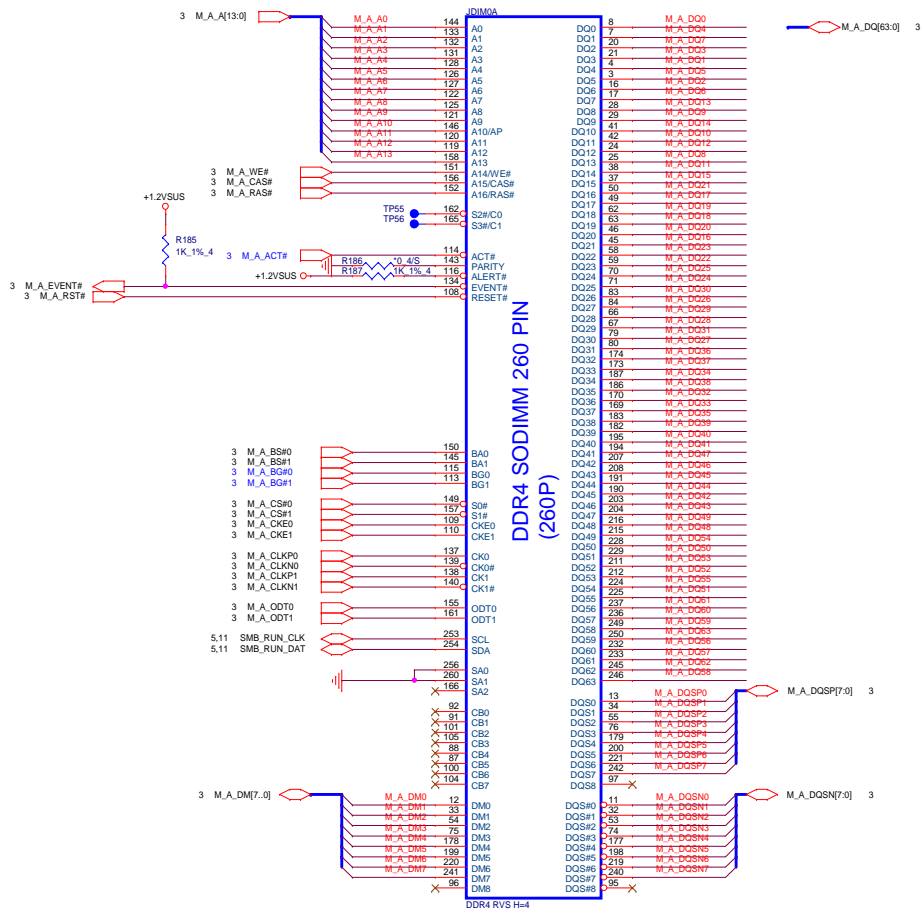 JDIM0A
3 M_A_A[13:0]
M_A_A0 144 A0
M_A_A1 133 A1
M_A_A2 132 A2
M_A_A3 131 A3
M_A_A4 128 A4
M_A_A5 126 A5
M_A_A6 127 A6
M_A_A7 122 A7
M_A_A8 125 A8
M_A_A9 121 A9
M_A_A10 146 A10/AP
M_A_A11 120 A11
M_A_A12 119 A12
M_A_A13 158 A13
3 M_A_WE# 151 A14/WE#
3 M_A_CAS# 156 A15/CAS#
3 M_A_RAS# 152 A16/RAS#
+1.2VSUS
TP55 162 S2#/C0
TP56 165 S3#/C1
R185
1K_1%_4
3 M_A_ACT# 114 ACT#
R186 *0_4/S 143 PARITY
+1.2VSUS R187 1K_1%_4 116 ALERT#
3 M_A_EVENT# 134 EVENT#
3 M_A_RST# 108 RESET#
DDR4 SODIMM 260 PIN
(260P)
3 M_A_BS#0 150 BA0
3 M_A_BS#1 145 BA1
3 M_A_BG#0 115 BG0
3 M_A_BG#1 113 BG1
3 M_A_CS#0 149 S0#
3 M_A_CS#1 157 S1#
3 M_A_CKE0 109 CKE0
3 M_A_CKE1 110 CKE1
3 M_A_CLKP0 137 CK0
3 M_A_CLKN0 139 CK0#
3 M_A_CLKP1 138 CK1
3 M_A_CLKN1 140 CK1#
3 M_A_ODT0 155 ODT0
3 M_A_ODT1 161 ODT1
5,11 SMB_RUN_CLK 253 SCL
5,11 SMB_RUN_DAT 254 SDA
256 SA0
260 SA1
166 SA2
92 CB0
91 CB1
101 CB2
105 CB3
88 CB4
87 CB5
100 CB6
104 CB7
3 M_A_DM[7..0]
M_A_DM0 12 DM0
M_A_DM1 33 DM1
M_A_DM2 54 DM2
M_A_DM3 75 DM3
M_A_DM4 178 DM4
M_A_DM5 199 DM5
M_A_DM6 220 DM6
M_A_DM7 241 DM7
96 DM8
DQ0 8 M_A_DQ0
DQ1 7 M_A_DQ4
DQ2 20 M_A_DQ7
DQ3 21 M_A_DQ3
DQ4 4 M_A_DQ1
DQ5 3 M_A_DQ5
DQ6 16 M_A_DQ2
DQ7 17 M_A_DQ6
DQ8 28 M_A_DQ13
DQ9 29 M_A_DQ9
DQ10 41 M_A_DQ14
DQ11 42 M_A_DQ10
DQ12 24 M_A_DQ12
DQ13 25 M_A_DQ8
DQ14 38 M_A_DQ11
DQ15 37 M_A_DQ15
DQ16 50 M_A_DQ21
DQ17 49 M_A_DQ17
DQ18 62 M_A_DQ19
DQ19 63 M_A_DQ18
DQ20 46 M_A_DQ20
DQ21 45 M_A_DQ16
DQ22 58 M_A_DQ23
DQ23 59 M_A_DQ22
DQ24 70 M_A_DQ25
DQ25 71 M_A_DQ24
DQ26 83 M_A_DQ30
DQ27 84 M_A_DQ26
DQ28 66 M_A_DQ29
DQ29 67 M_A_DQ28
DQ30 79 M_A_DQ31
DQ31 80 M_A_DQ27
DQ32 174 M_A_DQ36
DQ33 173 M_A_DQ37
DQ34 187 M_A_DQ34
DQ35 186 M_A_DQ38
DQ36 170 M_A_DQ32
DQ37 169 M_A_DQ33
DQ38 183 M_A_DQ35
DQ39 182 M_A_DQ39
DQ40 195 M_A_DQ40
DQ41 194 M_A_DQ41
DQ42 207 M_A_DQ47
DQ43 208 M_A_DQ46
DQ44 191 M_A_DQ45
DQ45 190 M_A_DQ44
DQ46 203 M_A_DQ42
DQ47 204 M_A_DQ43
DQ48 216 M_A_DQ49
DQ49 215 M_A_DQ48
DQ50 228 M_A_DQ54
DQ51 229 M_A_DQ50
DQ52 211 M_A_DQ53
DQ53 212 M_A_DQ52
DQ54 224 M_A_DQ55
DQ55 225 M_A_DQ51
DQ56 237 M_A_DQ61
DQ57 236 M_A_DQ60
DQ58 249 M_A_DQ59
DQ59 250 M_A_DQ63
DQ60 232 M_A_DQ56
DQ61 233 M_A_DQ57
DQ62 245 M_A_DQ62
DQ63 246 M_A_DQ58
M_A_DQ[63:0] 3
DQS0 13 M_A_DQSP0
DQS1 34 M_A_DQSP1
DQS2 55 M_A_DQSP2
DQS3 76 M_A_DQSP3
DQS4 179 M_A_DQSP4
DQS5 200 M_A_DQSP5
DQS6 221 M_A_DQSP6
DQS7 242 M_A_DQSP7
DQS8 97
M_A_DQSP[7:0] 3
DQS#0 11 M_A_DQSN0
DQS#1 32 M_A_DQSN1
DQS#2 53 M_A_DQSN2
DQS#3 74 M_A_DQSN3
DQS#4 177 M_A_DQSN4
DQS#5 198 M_A_DQSN5
DQS#6 219 M_A_DQSN6
DQS#7 240 M_A_DQSN7
DQS#8 95
M_A_DQSN[7:0] 3
DDR4 RVS H=4